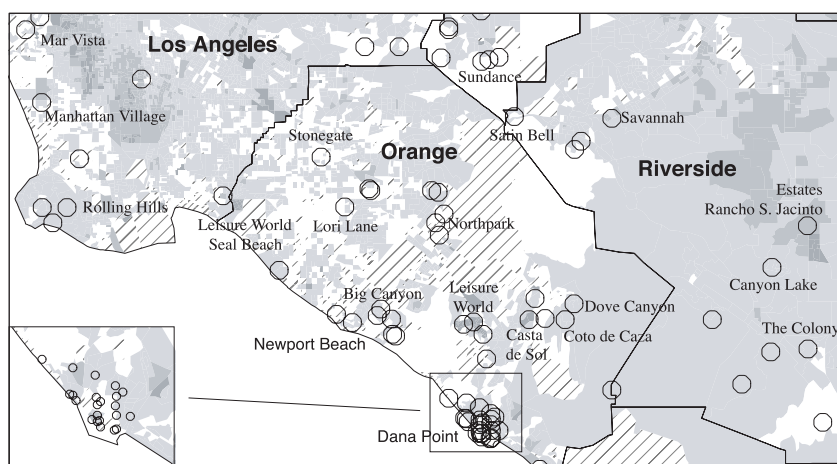 Mar Vista
Los Angeles
Sundance
Manhattan Village
Savannah
Satin Bell
Stonegate
Orange
Riverside
Estates
Rancho S. Jacinto
Rolling Hills
Leisure World
Seal Beach
Lori Lane
Northpark
Canyon Lake
Big Canyon
Leisure
World
Dove Canyon
Newport Beach
Casta
de Sol
Coto de Caza
The Colony
Dana Point